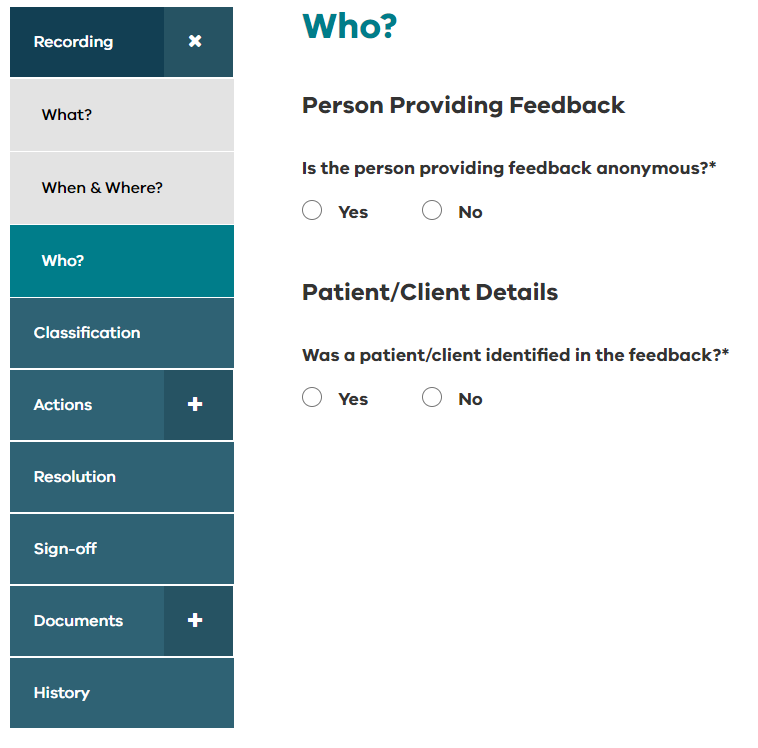 Recording
What?
When & Where?
Who?
Classification
Actions
Resolution
Sign-off
Documents
History
Who?
Person Providing Feedback
Is the person providing feedback anonymous?*
Yes No
Patient/Client Details
Was a patient/client identified in the feedback?*
Yes No